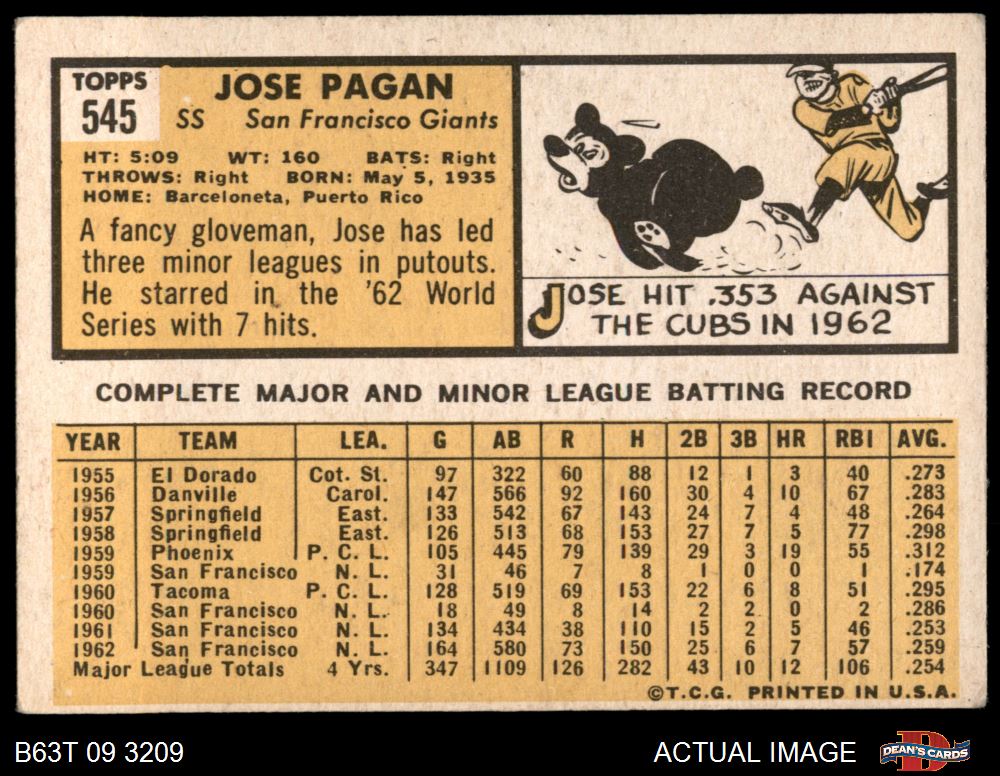 TOPPS
545
JOSE PAGAN
SS San Francisco Giants
HT: 5:09 WT: 160 BATS: Right
THROWS: Right BORN: May 5, 1935
HOME: Barceloneta, Puerto Rico
A fancy gloveman, Jose has led
three minor leagues in putouts.
He starred in the '62 World
Series with 7 hits.
JOSE HIT .353 AGAINST
THE CUBS IN 1962
COMPLETE MAJOR AND MINOR LEAGUE BATTING RECORD
YEAR TEAM LEA. G AB R H 2B 3B HR RBI AVG.
1955 El Dorado Cot. St. 97 322 60 88 12 1 3 40 .273
1956 Danville Carol. 147 566 92 160 30 4 10 67 .283
1957 Springfield East. 133 542 67 143 24 7 4 48 .264
1958 Springfield East. 126 513 68 153 27 7 5 77 .298
1959 Phoenix P. C. L. 105 445 79 139 29 3 19 55 .312
1959 San Francisco N. L. 31 46 7 8 1 0 0 1 .174
1960 Tacoma P. C. L. 128 519 69 153 22 6 8 51 .295
1960 San Francisco N. L. 18 49 8 14 2 2 0 2 .286
1961 San Francisco N. L. 134 434 38 110 15 2 5 46 .253
1962 San Francisco N. L. 164 580 73 150 25 6 7 57 .259
Major League Totals 4 Yrs. 347 1109 126 282 43 10 12 106 .254
©T.C.G. PRINTED IN U.S.A.
B63T 09 3209
ACTUAL IMAGE
D
DEAN'S CARDS